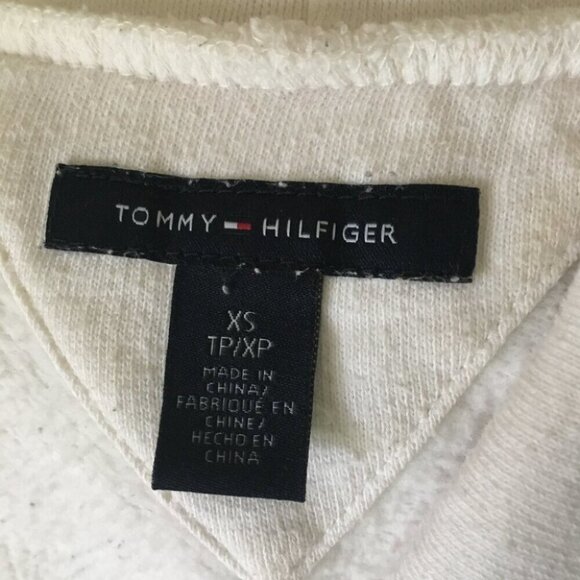 TOMMY HILFIGER
XS
TP/XP
MADE IN
CHINA/
FABRIQUÉ EN
CHINE/
HECHO EN
CHINA